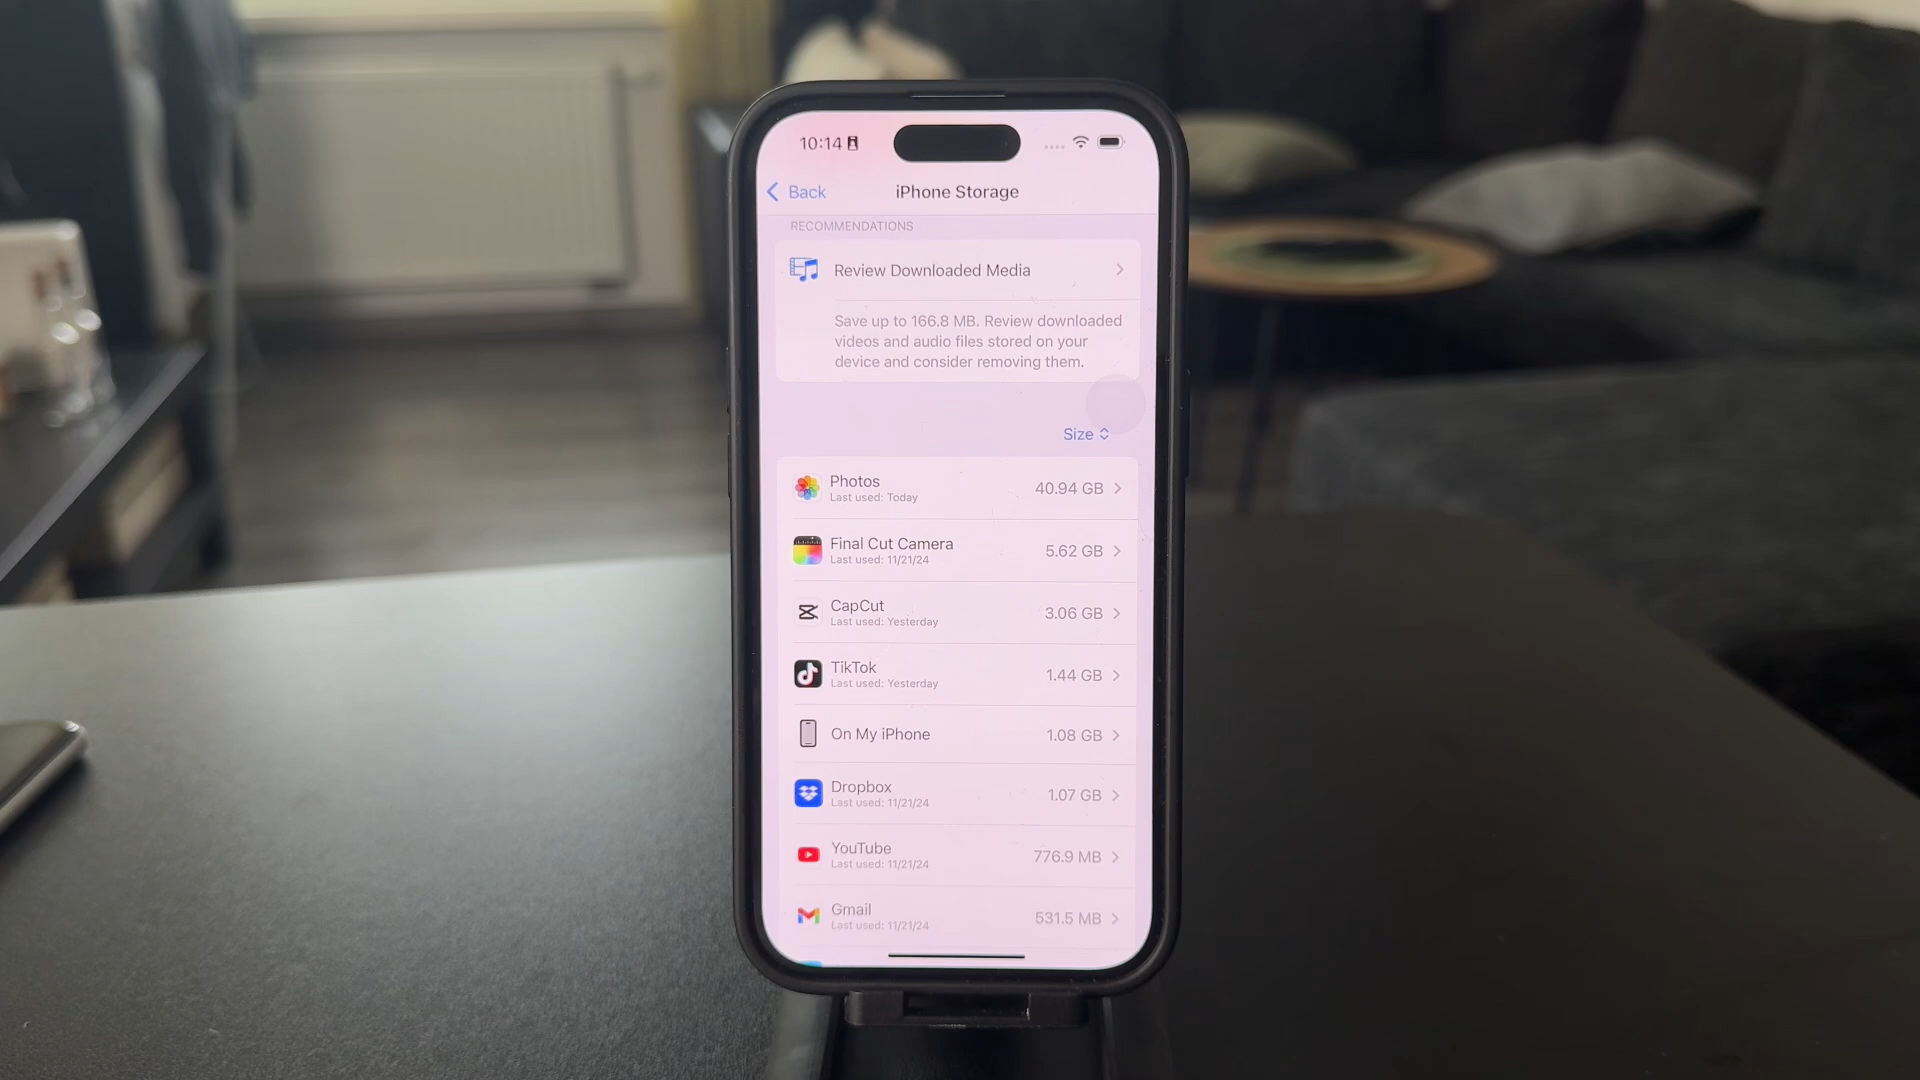 10:14
Back
iPhone Storage
RECOMMENDATIONS
Review Downloaded Media
Save up to 166.8 MB. Review downloaded
videos and audio files stored on your
device and consider removing them.
Size
Photos
Last used: Today
40.94 GB
Final Cut Camera
Last used: 11/21/24
5.62 GB
CapCut
Last used: Yesterday
3.06 GB
TikTok
Last used: Yesterday
1.44 GB
On My iPhone
1.08 GB
Dropbox
Last used: 11/21/24
1.07 GB
YouTube
Last used: 11/21/24
776.9 MB
Gmail
Last used: 11/21/24
531.5 MB